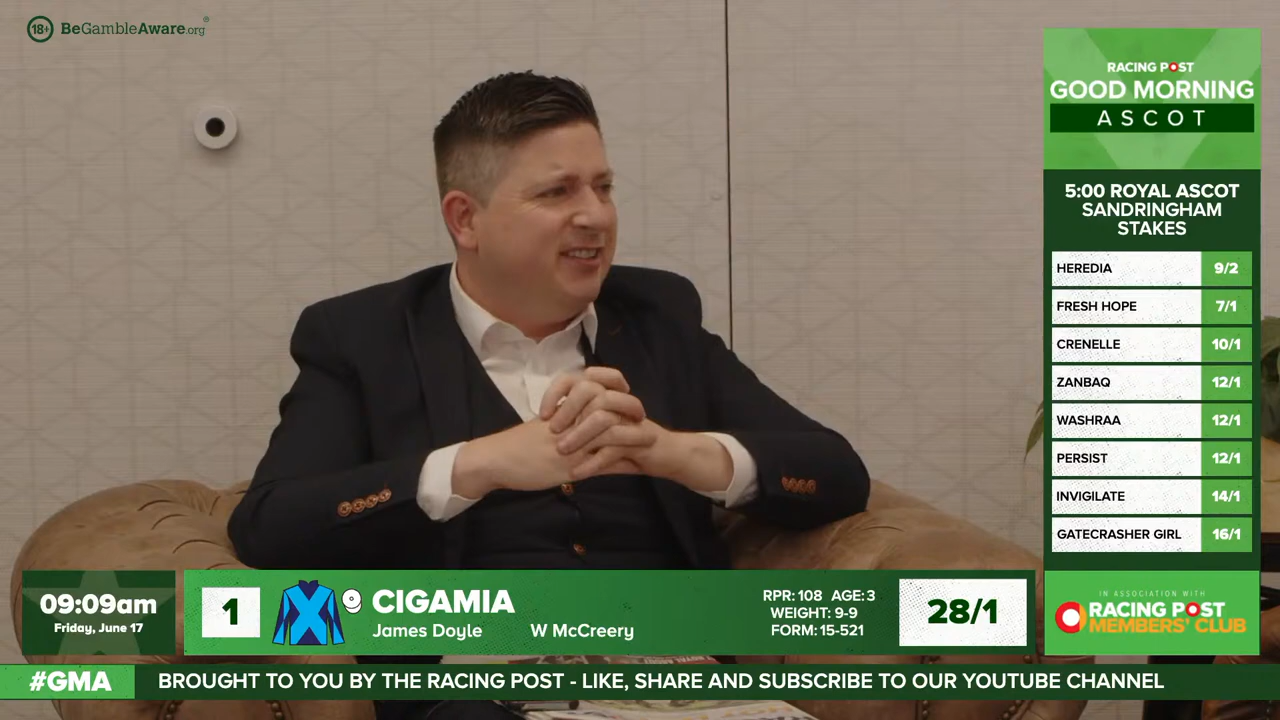 18+ BeGambleAware.org
RACING POST
GOOD MORNING
ASCOT
5:00 ROYAL ASCOT
SANDRINGHAM
STAKES
HEREDIA 9/2
FRESH HOPE 7/1
CRENELLE 10/1
ZANBAQ 12/1
WASHRAA 12/1
PERSIST 12/1
INVIGILATE 14/1
GATECRASHER GIRL 16/1
IN ASSOCIATION WITH
RACING POST
MEMBERS' CLUB
09:09am
Friday, June 17
1
CIGAMIA
James Doyle W McCreery
RPR: 108 AGE: 3
WEIGHT: 9-9
FORM: 15-521
28/1
#GMA
BROUGHT TO YOU BY THE RACING POST - LIKE, SHARE AND SUBSCRIBE TO OUR YOUTUBE CHANNEL